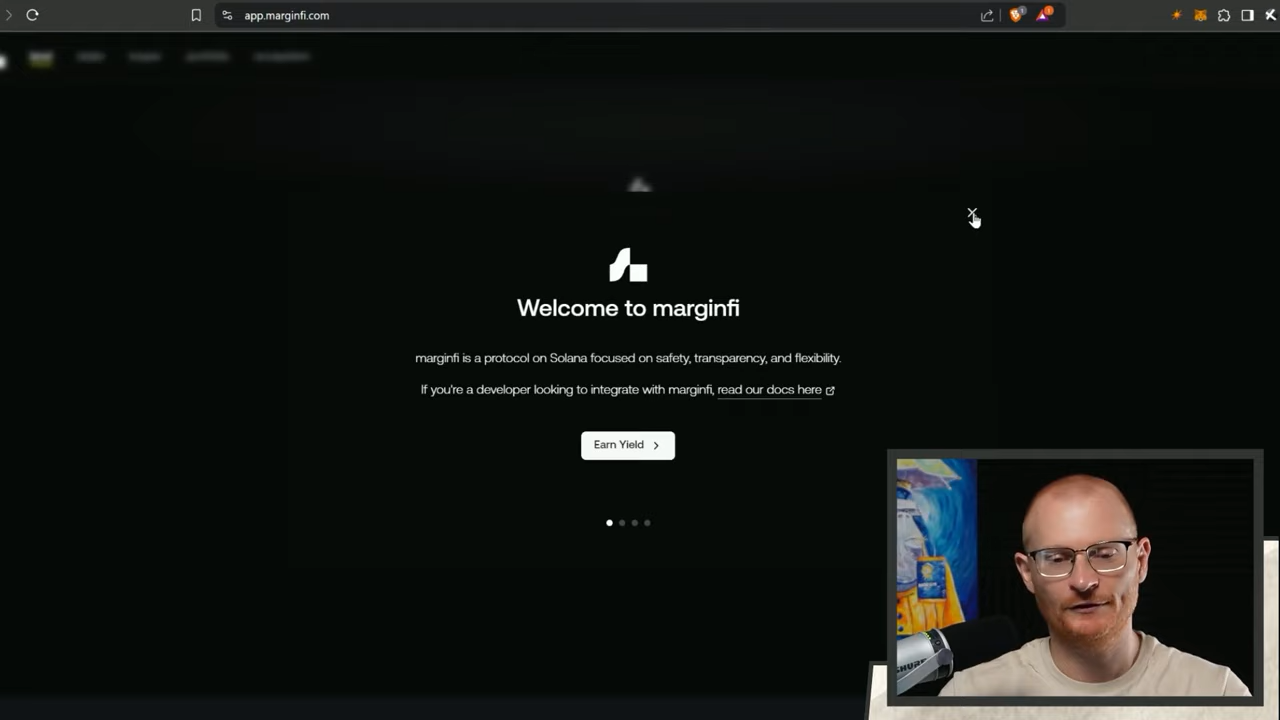 app.marginfi.com
Welcome to marginfi
marginfi is a protocol on Solana focused on safety, transparency, and flexibility.
If you're a developer looking to integrate with marginfi, read our docs here
Earn Yield